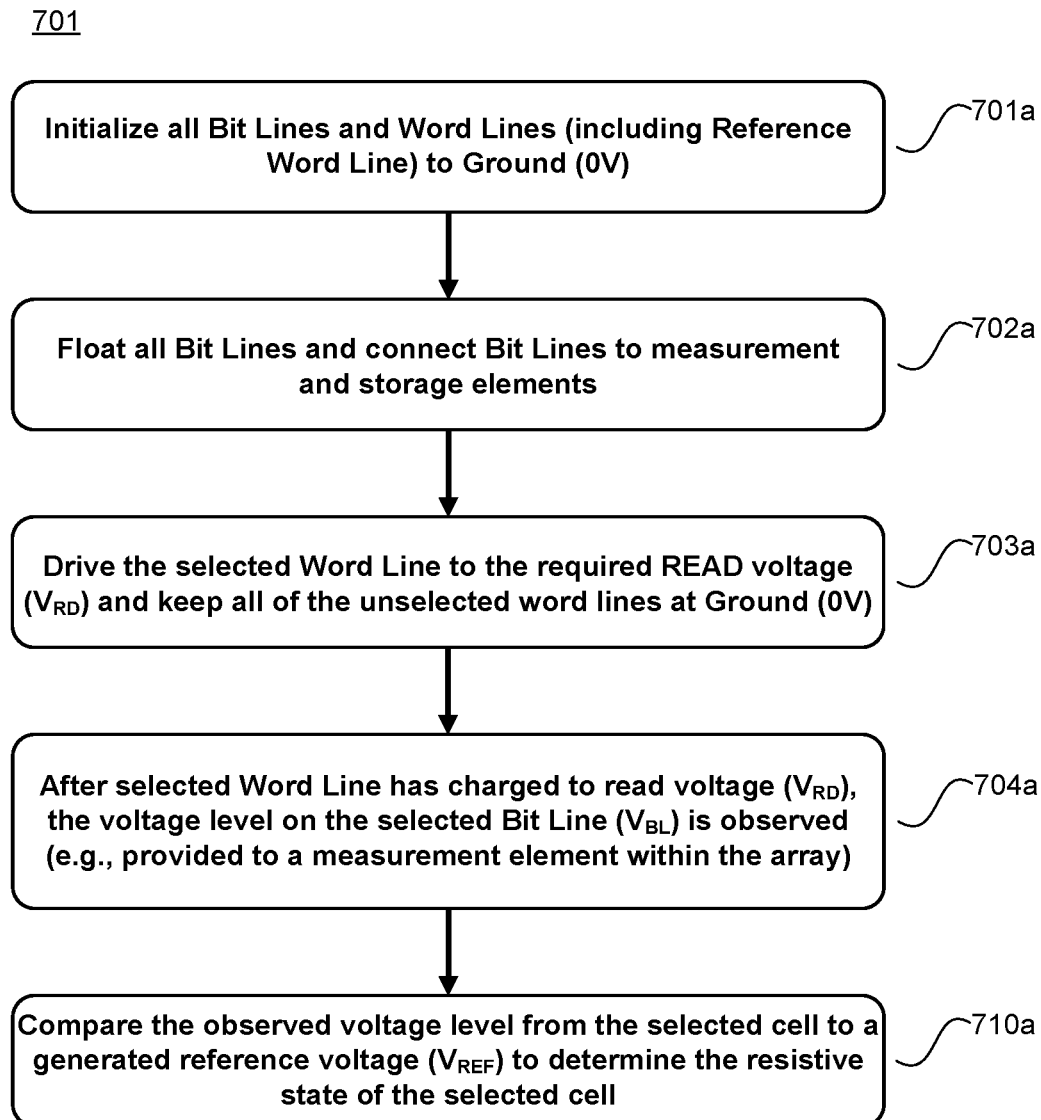 701
Initialize all Bit Lines and Word Lines (including Reference
Word Line) to Ground (0V)
701a
Float all Bit Lines and connect Bit Lines to measurement
and storage elements
702a
Drive the selected Word Line to the required READ voltage
(VRD) and keep all of the unselected word lines at Ground (0V)
703a
After selected Word Line has charged to read voltage (VRD),
the voltage level on the selected Bit Line (VBL) is observed
(e.g., provided to a measurement element within the array)
704a
Compare the observed voltage level from the selected cell to a
generated reference voltage (VREF) to determine the resistive
state of the selected cell
710a